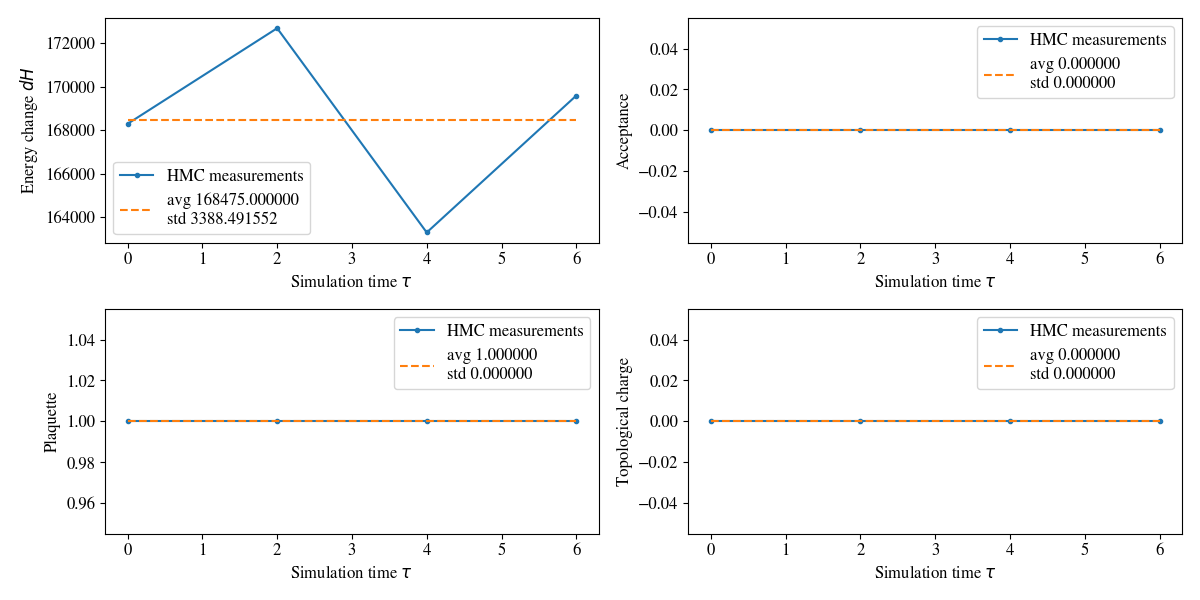 172000
170000
168000
166000
164000
Energy change dH
HMC measurements
avg 168475.000000
std 3388.491552
0 1 2 3 4 5 6
Simulation time τ
0.04
0.02
0.00
−0.02
−0.04
Acceptance
HMC measurements
avg 0.000000
std 0.000000
0 1 2 3 4 5 6
Simulation time τ
1.04
1.02
1.00
0.98
0.96
Plaquette
HMC measurements
avg 1.000000
std 0.000000
0 1 2 3 4 5 6
Simulation time τ
0.04
0.02
0.00
−0.02
−0.04
Topological charge
HMC measurements
avg 0.000000
std 0.000000
0 1 2 3 4 5 6
Simulation time τ